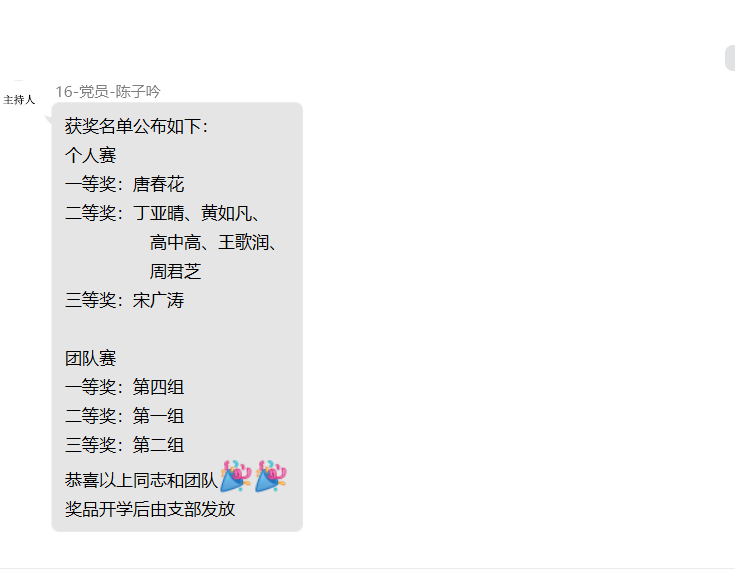 16-党员-陈子吟
主持人
获奖名单公布如下：
个人赛
一等奖：唐春花
二等奖：丁亚晴、黄如凡、
高中高、王歌润、
周君芝
三等奖：宋广涛
团队赛
一等奖：第四组
二等奖：第一组
三等奖：第二组
恭喜以上同志和团队🎉🎉
奖品开学后由支部发放